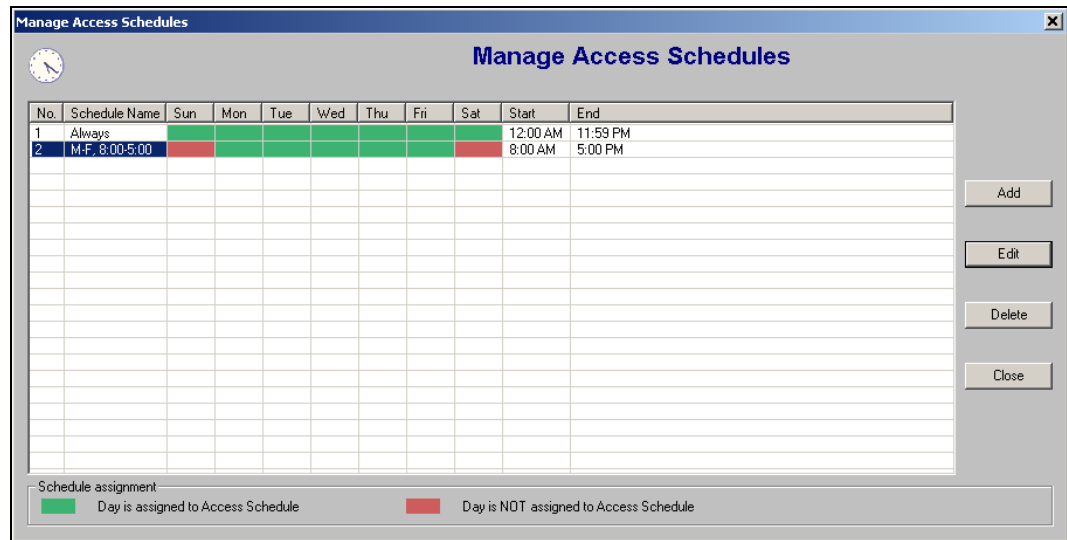 Manage Access Schedules
Manage Access Schedules
No. Schedule Name Sun Mon Tue Wed Thu Fri Sat Start End
1 Always 12:00 AM 11:59 PM
2 M-F, 8:00-5:00 8:00 AM 5:00 PM
Add
Edit
Delete
Close
Schedule assignment
Day is assigned to Access Schedule Day is NOT assigned to Access Schedule